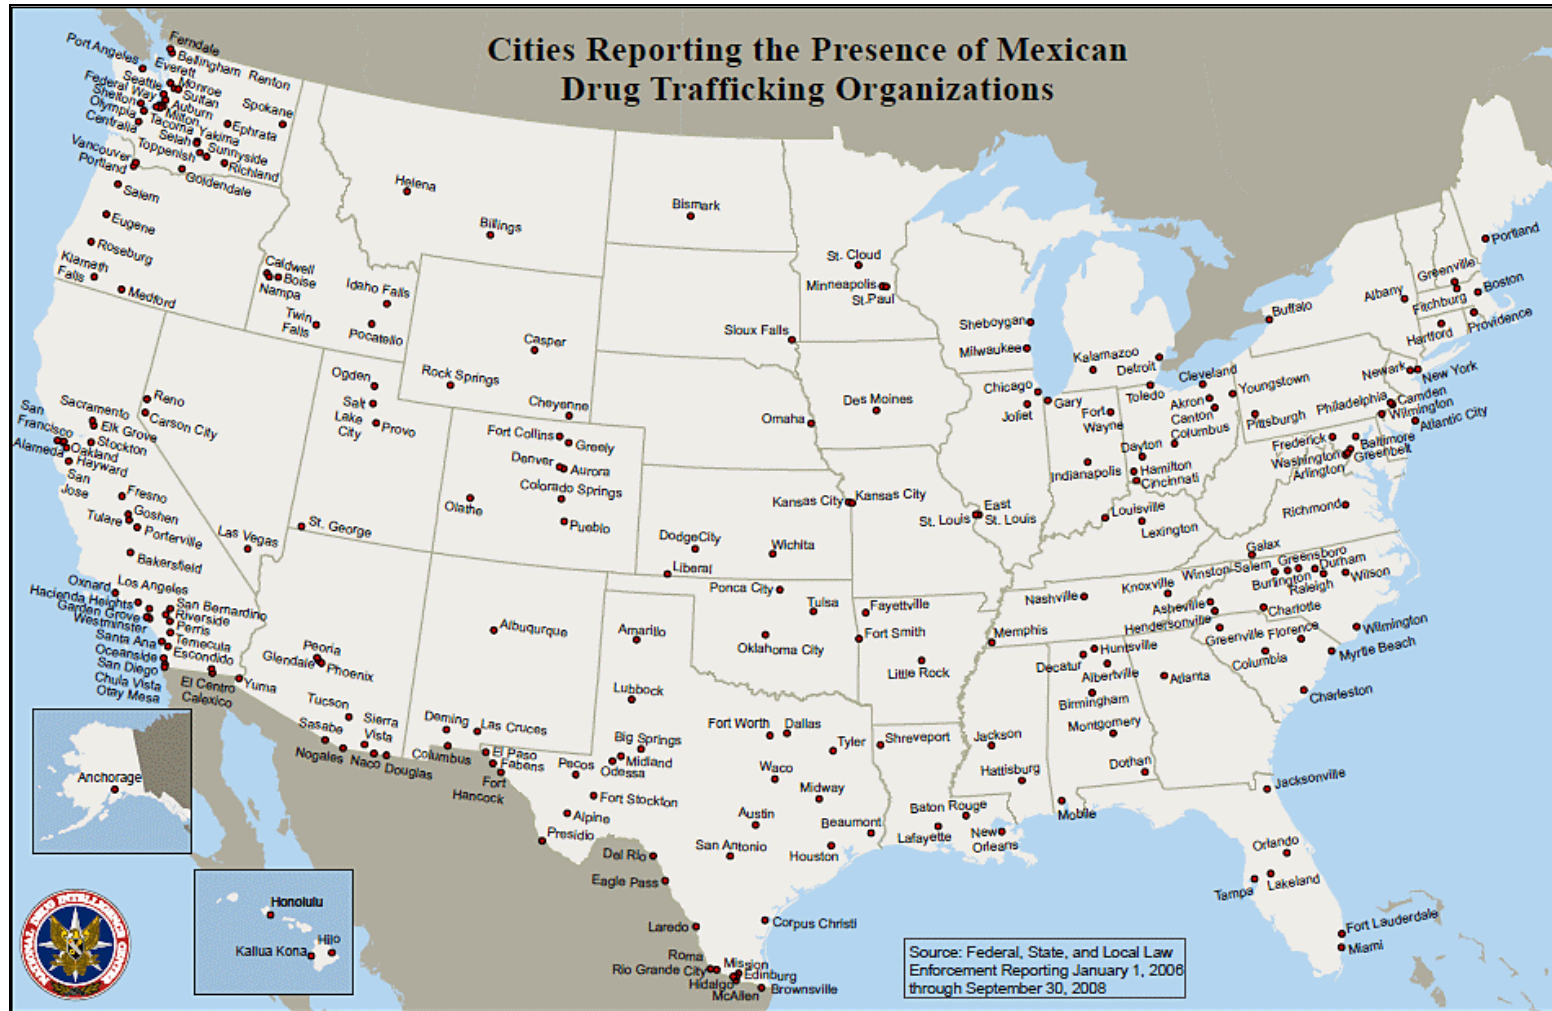 Cities Reporting the Presence of Mexican
Drug Trafficking Organizations
Ferndale
Port Angeles
Bellingham
Renton
Everett
Seattle
Monroe
Federal Way
Sultan
Shelton
Auburn
Spokane
Olympia
Milton
Centralia
Tacoma
Yakima
Ephrata
Selah
Sunnyside
Toppenish
Richland
Vancouver
Portland
Goldendale
Salem
Eugene
Roseburg
Klamath
Falls
Medford
Caldwell
Boise
Nampa
Twin
Falls
Idaho Falls
Pocatello
Helena
Billings
Bismark
St. Cloud
Minneapolis
St.Paul
Sioux Falls
Casper
Rock Springs
Cheyenne
Ogden
Salt
Lake
City
Provo
St. George
Reno
Carson City
Las Vegas
Sacramento
Elk Grove
San
Francisco
Stockton
Oakland
Alameda
Hayward
San
Jose
Fresno
Goshen
Tulare
Porterville
Bakersfield
Oxnard
Los Angeles
Hacienda Heights
San Bernardino
Garden Grove
Riverside
Westminster
Perris
Santa Ana
Temecula
Oceanside
Escondido
San Diego
Chula Vista
Otay Mesa
El Centro
Calexico
Yuma
Peoria
Glendale
Phoenix
Tucson
Sierra
Vista
Sasabe
Nogales
Naco
Douglas
Fort Collins
Greely
Denver
Aurora
Colorado Springs
Olathe
Pueblo
Albuqurque
Deming
Las Cruces
Columbus
El Paso
Fabens
Fort
Hancock
Omaha
Des Moines
Kansas City
Kansas City
DodgeCity
Wichita
Liberal
Ponca City
Tulsa
Oklahoma City
East
St. Louis
St. Louis
Fayettville
Fort Smith
Little Rock
Amarillo
Lubbock
Big Springs
Midland
Odessa
Pecos
Fort Stockton
Alpine
Presidio
Fort Worth
Dallas
Tyler
Waco
Midway
Austin
Beaumont
San Antonio
Houston
Del Rio
Eagle Pass
Laredo
Corpus Christi
Roma
Rio Grande City
Mission
Edinburg
Hidalgo
McAllen
Brownsville
Shreveport
Baton Rouge
Lafayette
New
Orleans
Jackson
Hattisburg
Sheboygan
Milwaukee
Chicago
Joliet
Gary
Fort
Wayne
Indianapolis
Kalamazoo
Detroit
Toledo
Cleveland
Youngstown
Akron
Canton
Columbus
Dayton
Hamilton
Cincinnati
Louisville
Lexington
Nashville
Knoxville
Memphis
Huntsville
Decatur
Albertville
Birmingham
Montgomery
Dothan
Mobile
Atlanta
Buffalo
Albany
Portland
Greenville
Fitchburg
Boston
Hartford
Providence
Newark
New York
Pittsburgh
Philadelphia
Camden
Wilmington
Atlantic City
Frederick
Baltimore
Washington
Greenbelt
Arlington
Richmond
Galax
Winston-Salem
Greensboro
Durham
Burlington
Raleigh
Wilson
Asheville
Hendersonville
Charlotte
Greenville
Florence
Wilmington
Columbia
Myrtle Beach
Charleston
Jacksonville
Orlando
Tampa
Lakeland
Fort Lauderdale
Miami
Anchorage
Honolulu
Kailua Kona
Hilo
Source: Federal, State, and Local Law
Enforcement Reporting January 1, 2006
through September 30, 2008